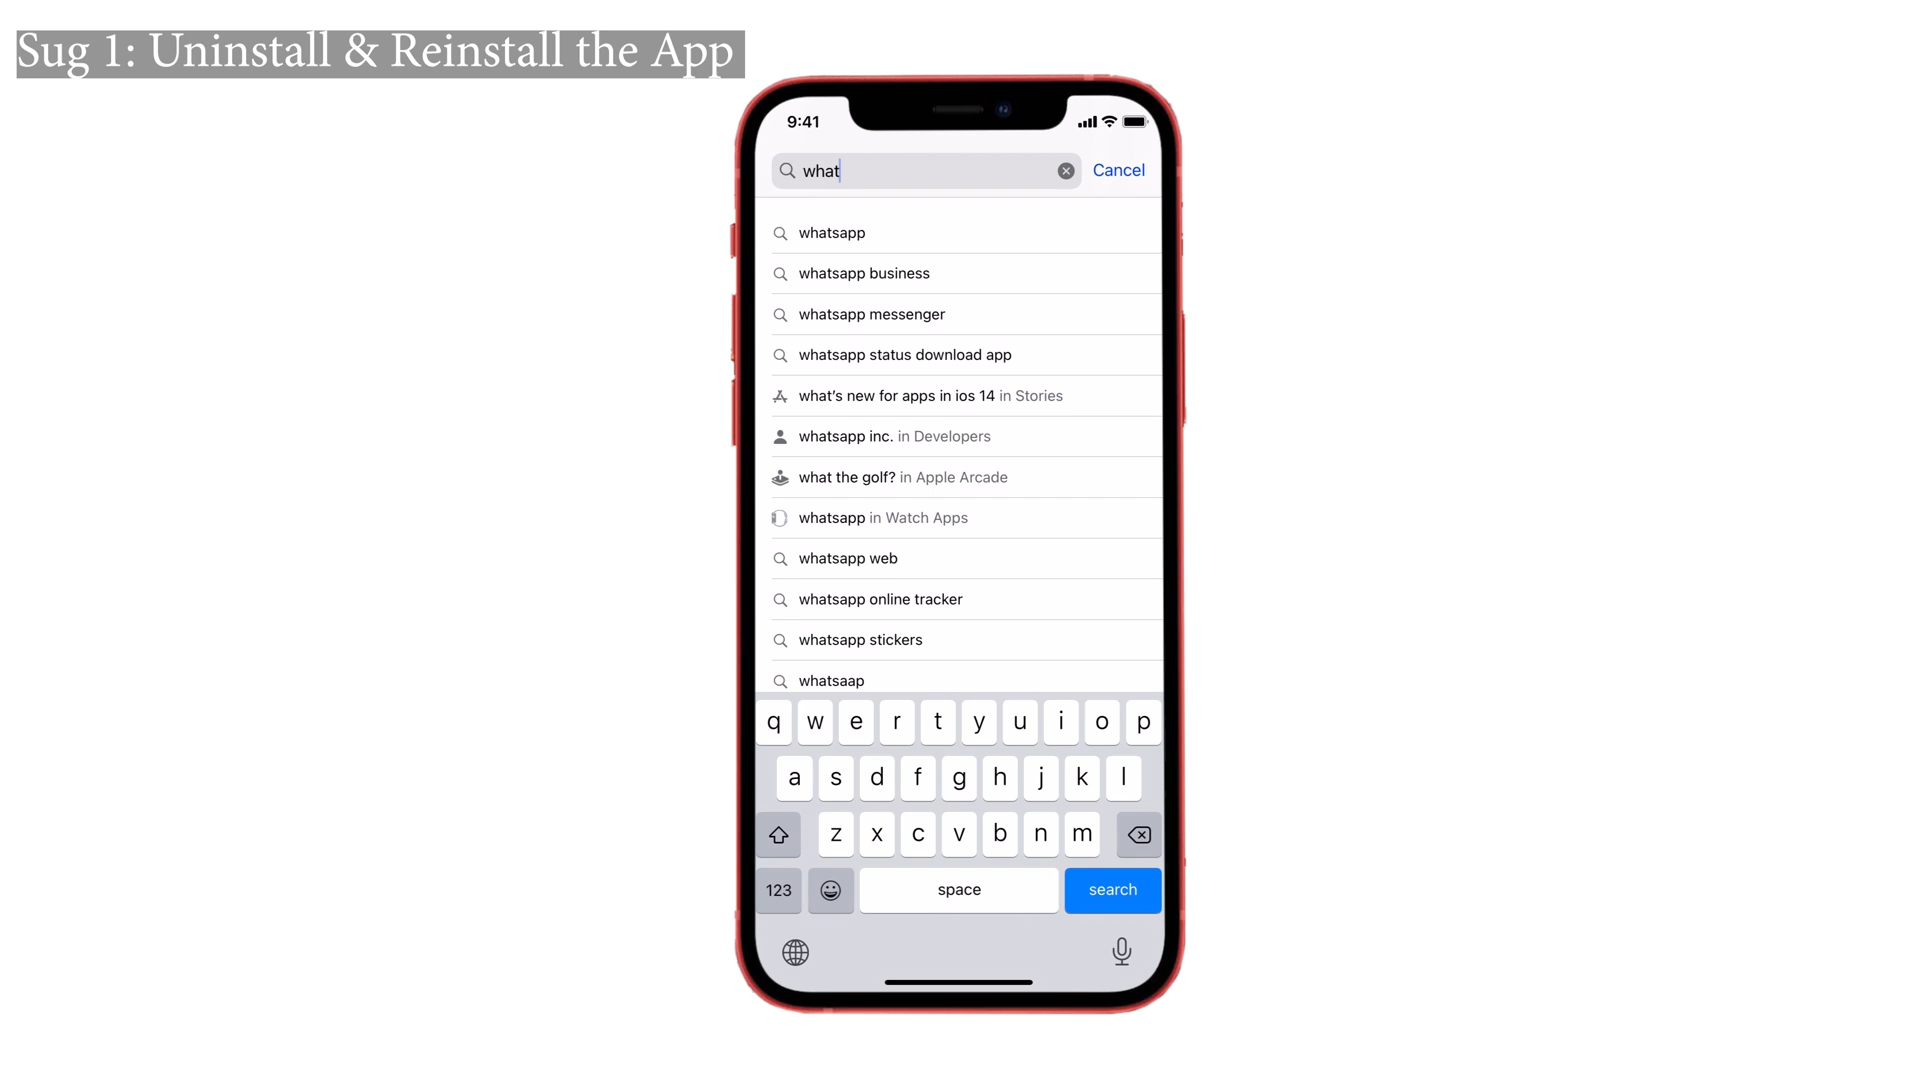 Sug 1: Uninstall & Reinstall the App
9:41
what
Cancel
whatsapp
whatsapp business
whatsapp messenger
whatsapp status download app
what’s new for apps in ios 14 in Stories
whatsapp inc. in Developers
what the golf? in Apple Arcade
whatsapp in Watch Apps
whatsapp web
whatsapp online tracker
whatsapp stickers
whatsaap
q w e r t y u i o p
a s d f g h j k l
z x c v b n m
123 space search